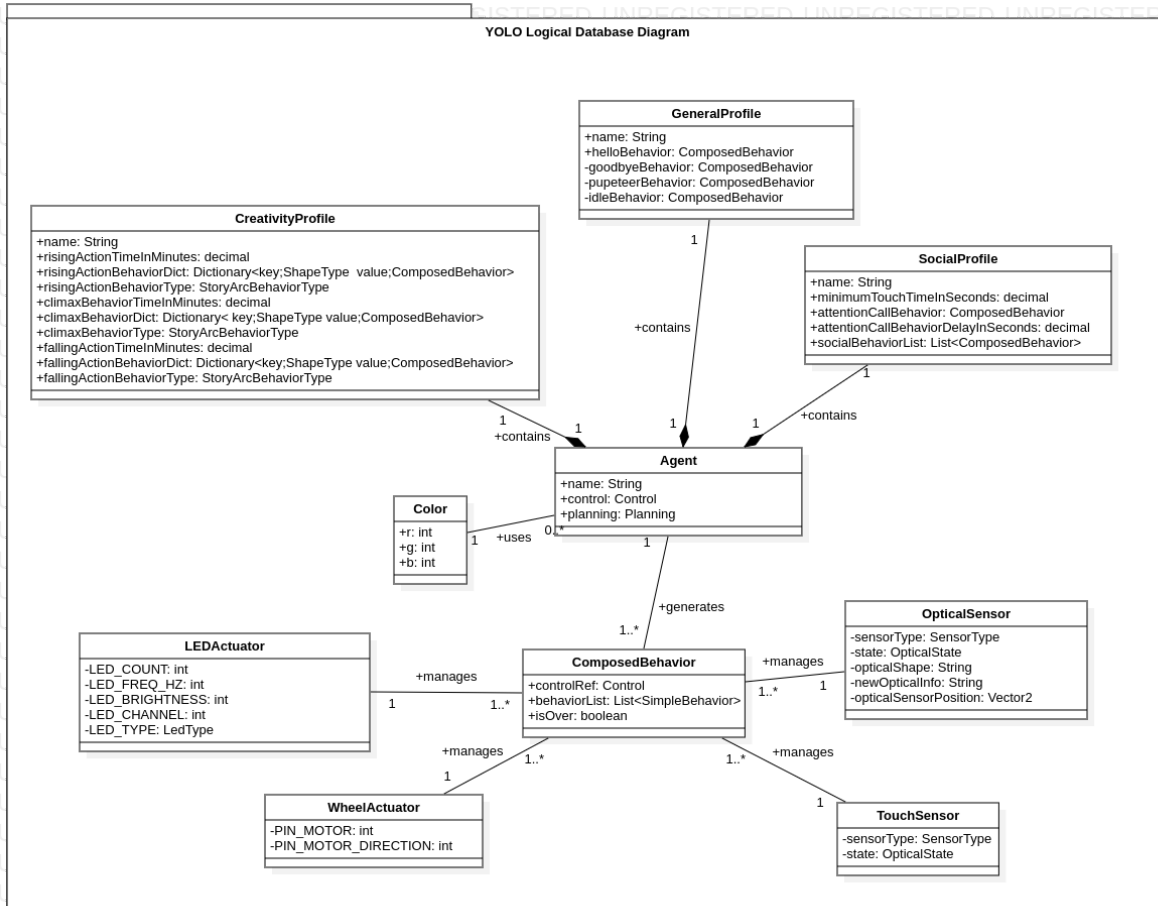 UNREGISTERED UNREGISTERED UNREGISTERED
YOLO Logical Database Diagram
GeneralProfile
+name: String
+helloBehavior: ComposedBehavior
-goodbyeBehavior: ComposedBehavior
-pupeteerBehavior: ComposedBehavior
-idleBehavior: ComposedBehavior
CreativityProfile
+name: String
+risingActionTimeInMinutes: decimal
+risingActionBehaviorDict: Dictionary<key;ShapeType value;ComposedBehavior>
+risingActionBehaviorType: StoryArcBehaviorType
+climaxBehaviorTimeInMinutes: decimal
+climaxBehaviorDict: Dictionary< key;ShapeType value;ComposedBehavior>
+climaxBehaviorType: StoryArcBehaviorType
+fallingActionTimeInMinutes: decimal
+fallingActionBehaviorDict: Dictionary<key;ShapeType value;ComposedBehavior>
+fallingActionBehaviorType: StoryArcBehaviorType
SocialProfile
+name: String
+minimumTouchTimeInSeconds: decimal
+attentionCallBehavior: ComposedBehavior
+attentionCallBehaviorDelayInSeconds: decimal
+socialBehaviorList: List<ComposedBehavior>
1
+contains
1
1
+contains
1
1
+contains
1
Agent
+name: String
+control: Control
+planning: Planning
Color
+r: int
+g: int
+b: int
1
+uses
0..*
1
+generates
1..*
LEDActuator
-LED_COUNT: int
-LED_FREQ_HZ: int
-LED_BRIGHTNESS: int
-LED_CHANNEL: int
-LED_TYPE: LedType
+manages
1
1..*
ComposedBehavior
+controlRef: Control
+behaviorList: List<SimpleBehavior>
+isOver: boolean
+manages
1..*
1
OpticalSensor
-sensorType: SensorType
-state: OpticalState
-opticalShape: String
-newOpticalInfo: String
-opticalSensorPosition: Vector2
+manages
1..*
1
WheelActuator
-PIN_MOTOR: int
-PIN_MOTOR_DIRECTION: int
+manages
1..*
1
TouchSensor
-sensorType: SensorType
-state: OpticalState